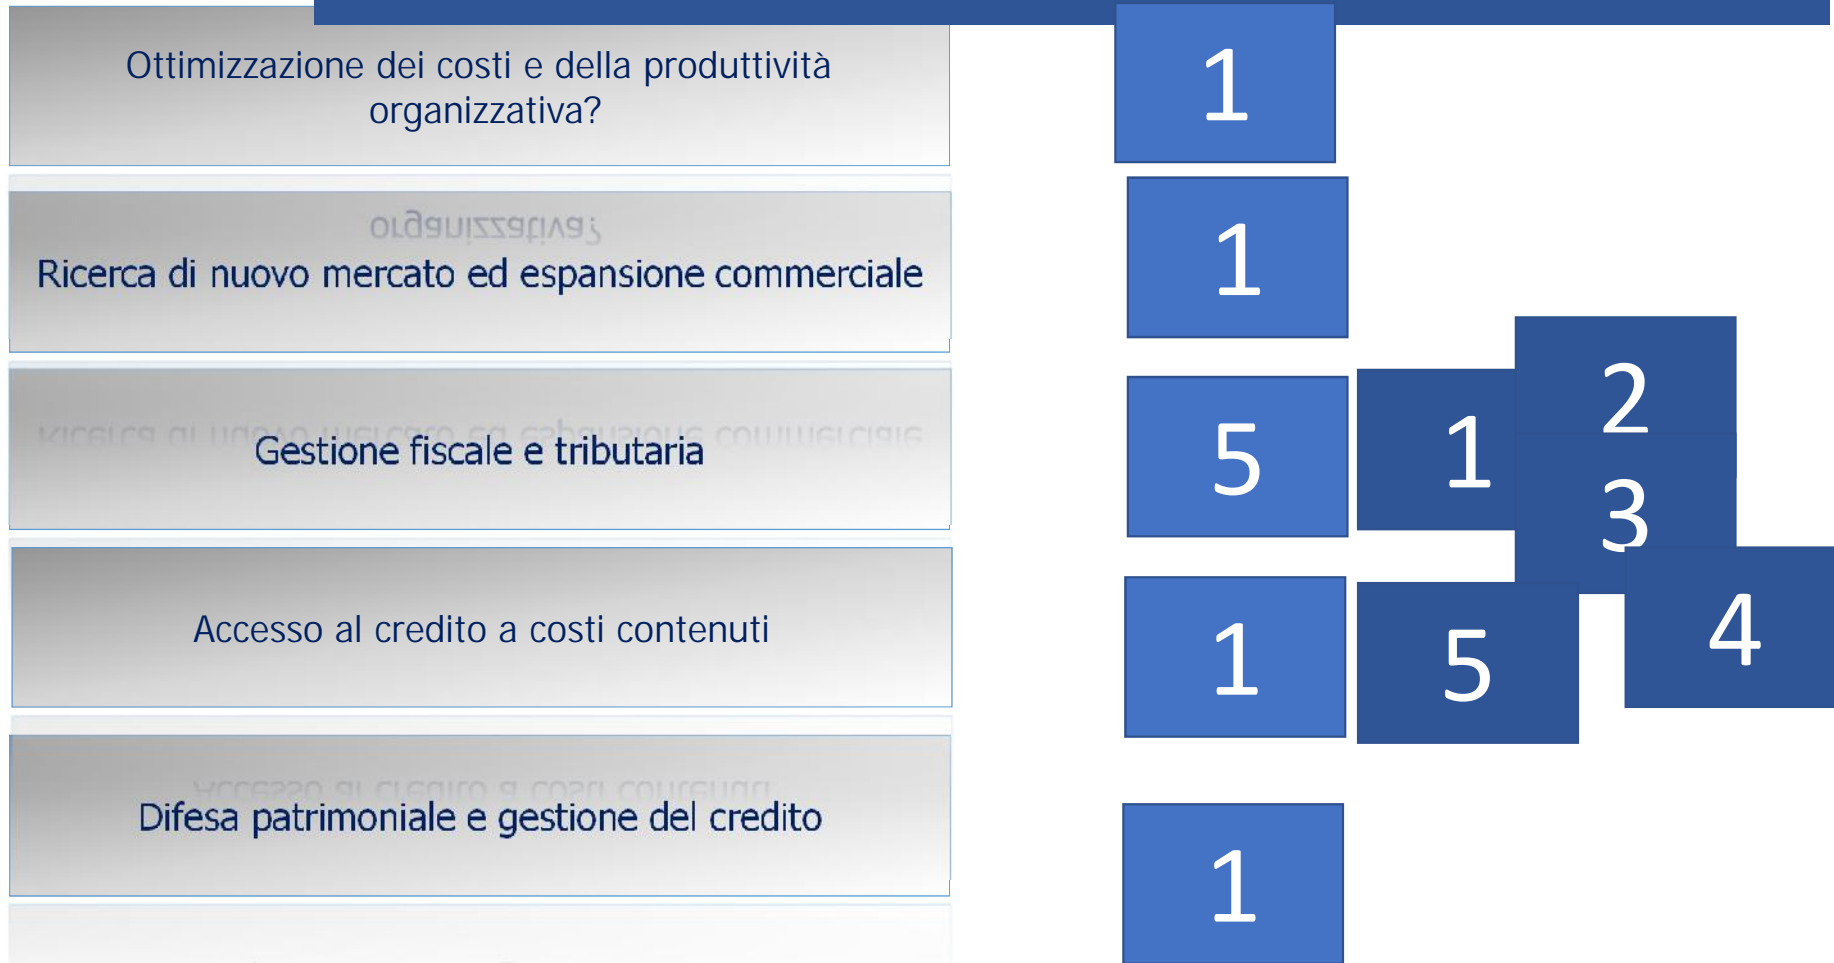 Ottimizzazione dei costi e della produttività
organizzativa?
1
Ricerca di nuovo mercato ed espansione commerciale
1
Gestione fiscale e tributaria
5
1
2
3
Accesso al credito a costi contenuti
1
5
4
Difesa patrimoniale e gestione del credito
1